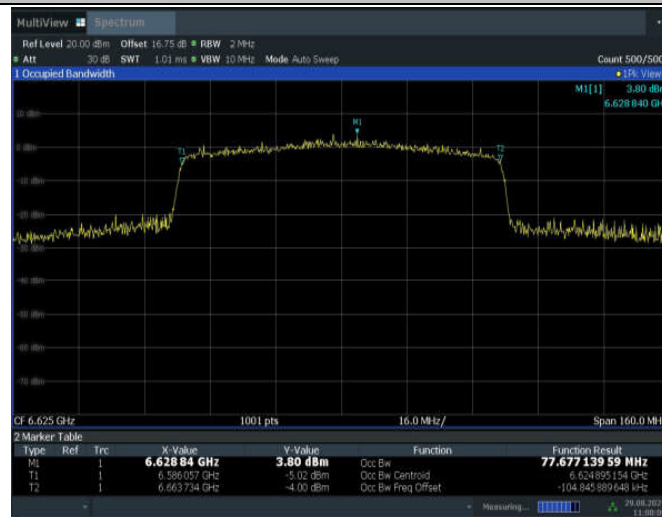 MultiView Spectrum
Ref Level 20.00 dBm Offset 16.75 dB RBW 2 MHz
Att 30 dB SWT 1.01 ms VBW 10 MHz Mode Auto Sweep Count 500/500
1 Occupied Bandwidth 1Pk View
M1[1] 3.80 dBm
6.628 840 GH
M1
10 dBm
0 dBm
T1
T2
-10 dBm
-20 dBm
-30 dBm
-40 dBm
-50 dBm
-60 dBm
-70 dBm
CF 6.625 GHz 1001 pts 16.0 MHz/ Span 160.0 MH
2 Marker Table
Type Ref Trc X-Value Y-Value Function Function Result
M1 1 6.628 84 GHz 3.80 dBm Occ Bw 77.677 139 59 MHz
T1 1 6.586 057 GHz -5.02 dBm Occ Bw Centroid 6.624 895 154 GHz
T2 1 6.663 734 GHz -4.00 dBm Occ Bw Freq Offset -104.845 889 648 kHz
Measuring... 29.08.202